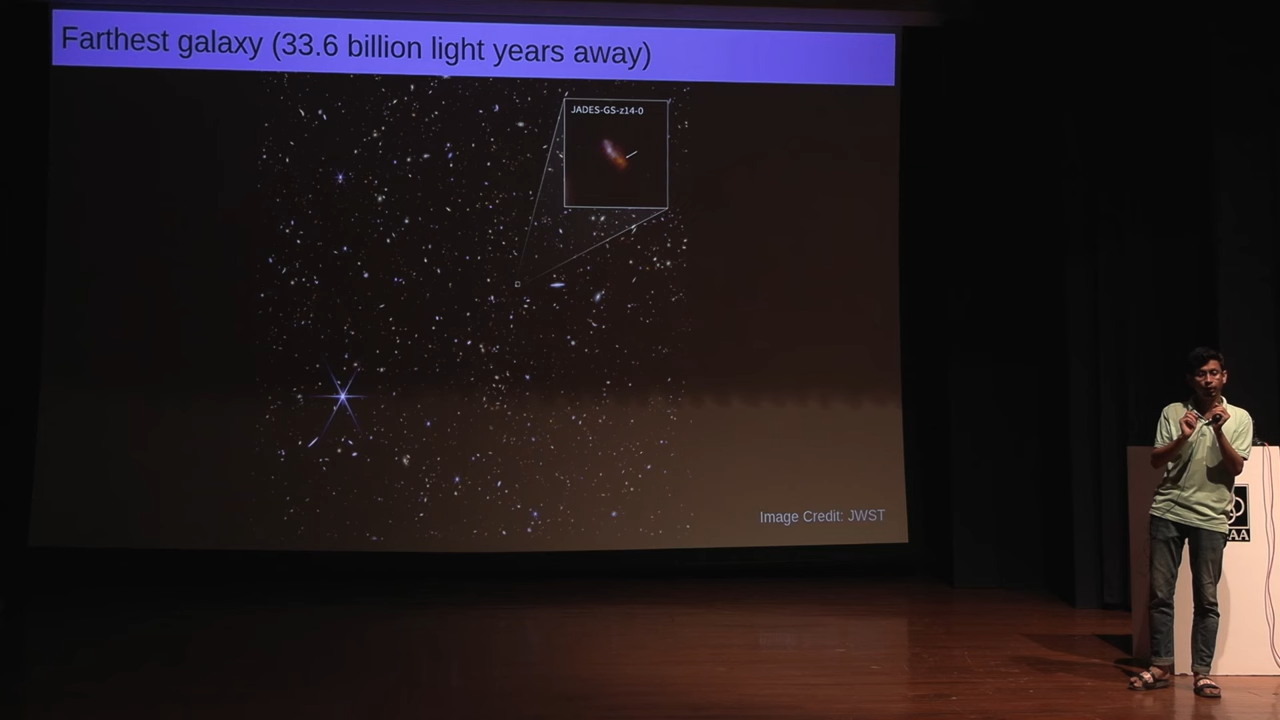 Farthest galaxy (33.6 billion light years away)
JADES-GS-z14-0
Image Credit: JWST